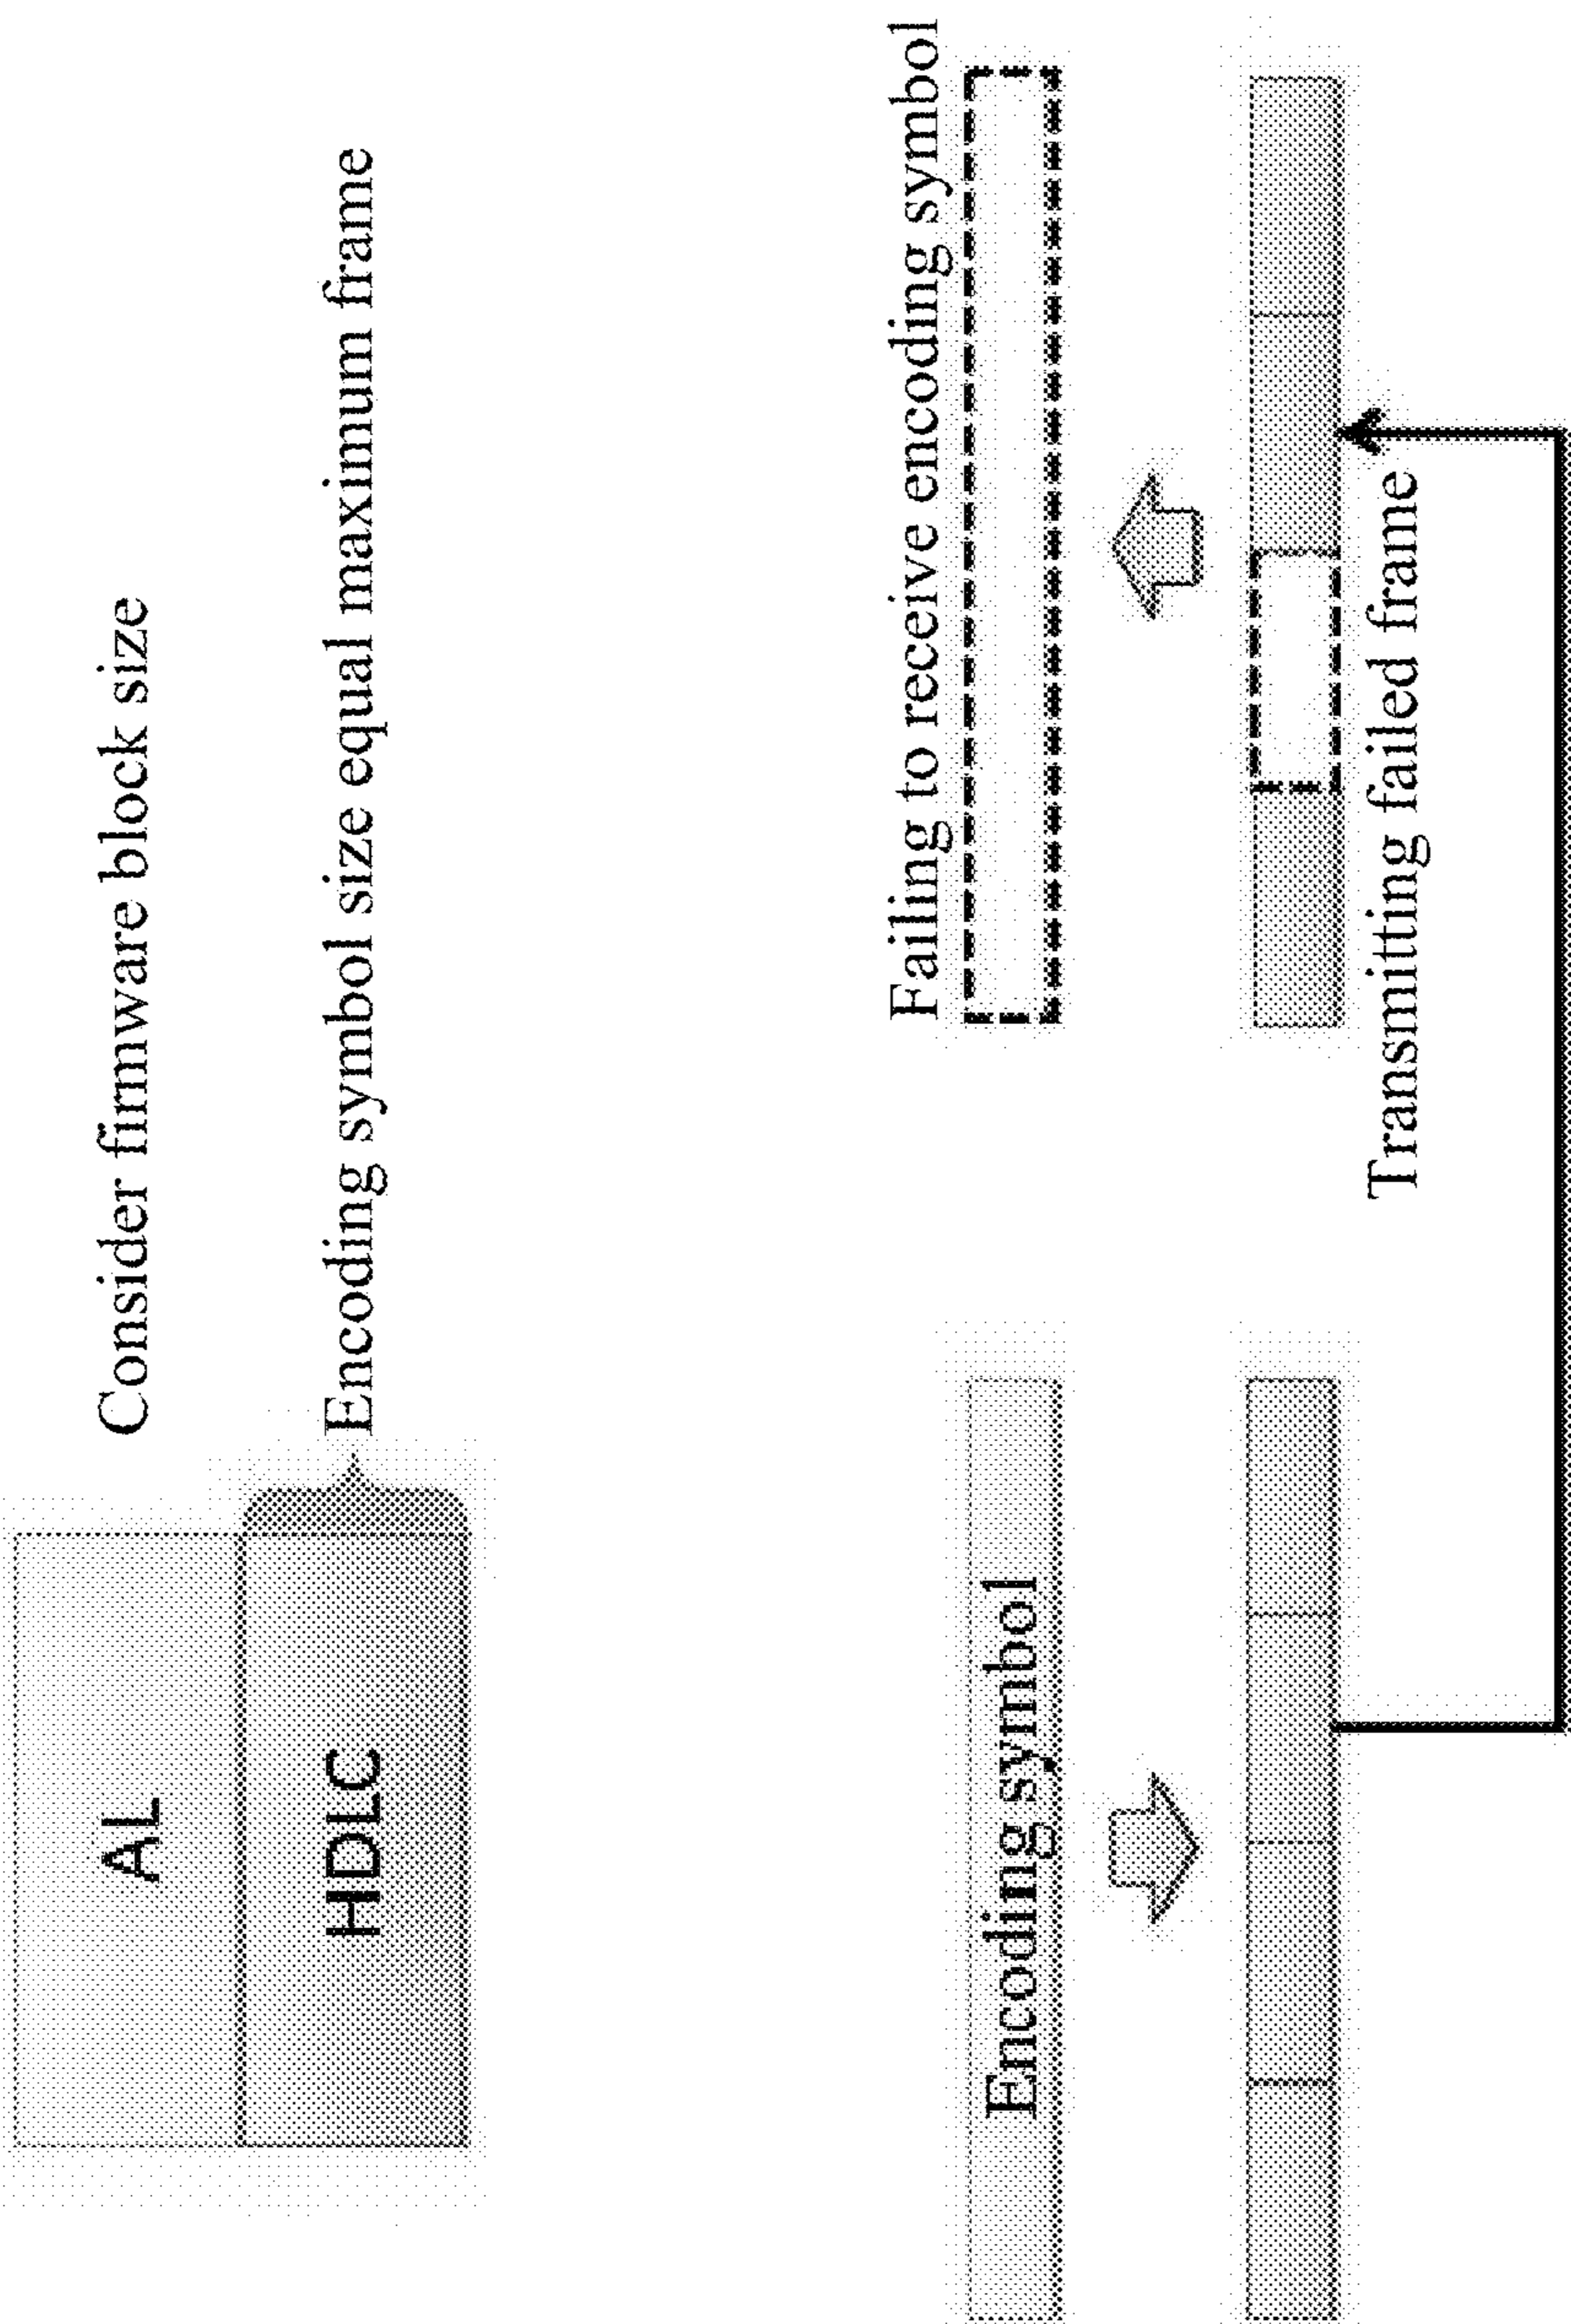 AL
Consider firmware block size
HDLC
Encoding symbol size equal maximum frame
Failing to receive encoding symbol
Encoding symbol
Transmitting failed frame